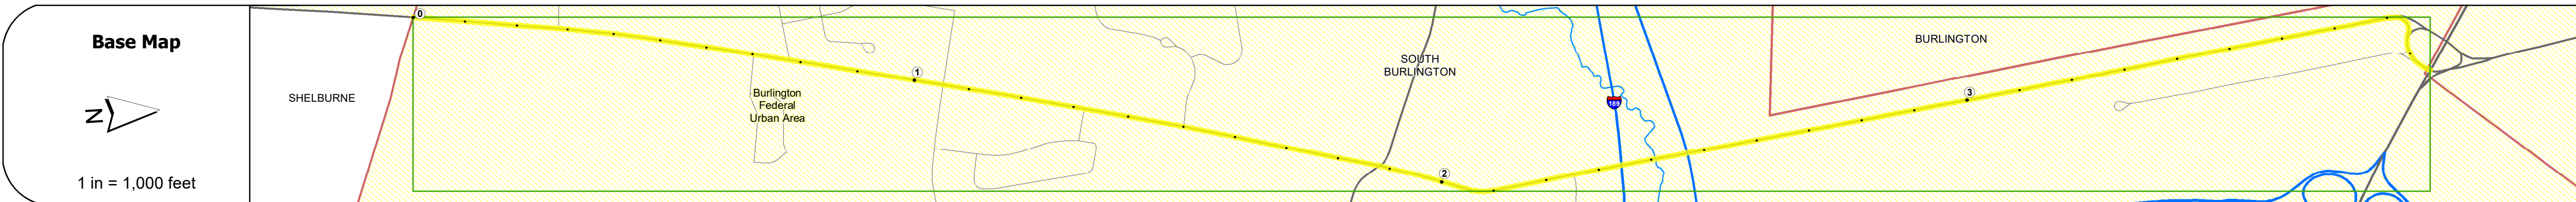 Base Map
N
1 in = 1,000 feet
SHELBURNE
0
Burlington
Federal
Urban Area
1
SOUTH
BURLINGTON
2
189
BURLINGTON
3